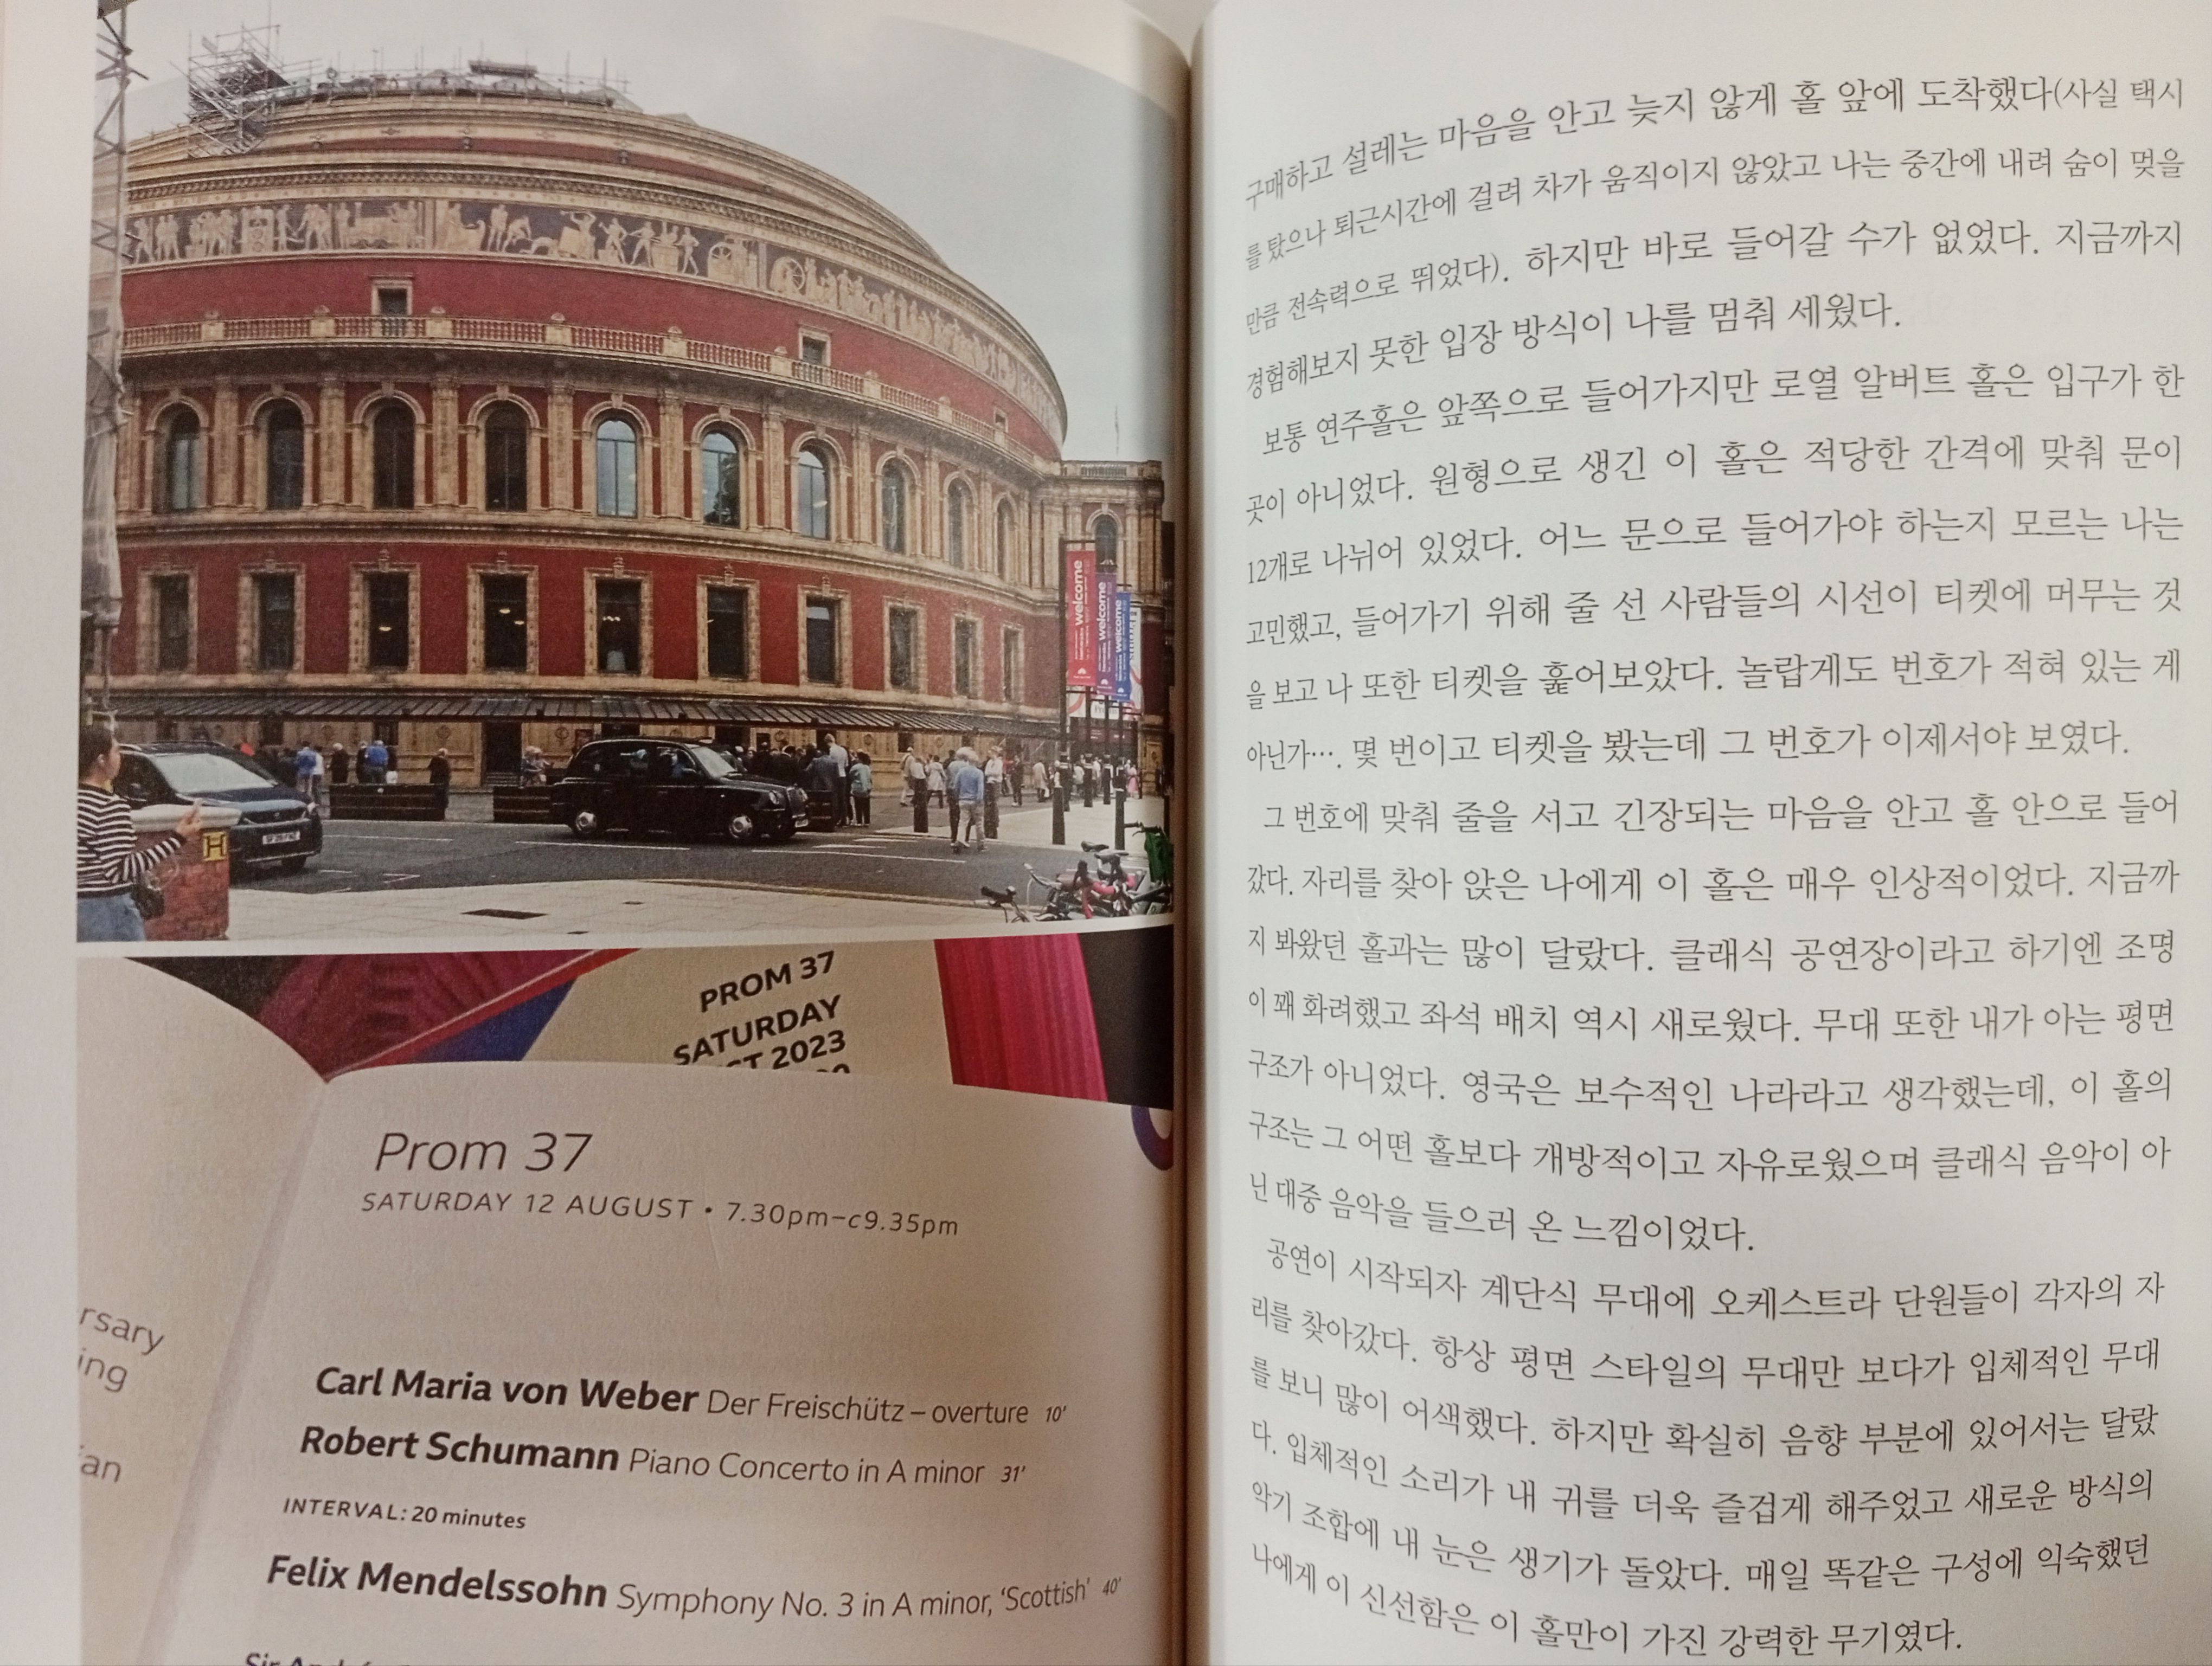 welcome
welcome
welcome
H
PROM 37
SATURDAY
ST 2023
Prom 37
SATURDAY 12 AUGUST • 7.30pm–c9.35pm
rsary
ing
an
Carl Maria von Weber Der Freischütz – overture 10'
Robert Schumann Piano Concerto in A minor 31'
INTERVAL: 20 minutes
Felix Mendelssohn Symphony No. 3 in A minor, ‘Scottish’ 40'
Sir
구매하고 설레는 마음을 안고 늦지 않게 홀 앞에 도착했다(사실 택시
를 탔으나 퇴근시간에 걸려 차가 움직이지 않았고 나는 중간에 내려 숨이 멎을
만큼 전속력으로 뛰었다). 하지만 바로 들어갈 수가 없었다. 지금까지
경험해보지 못한 입장 방식이 나를 멈춰 세웠다.
보통 연주홀은 앞쪽으로 들어가지만 로열 알버트 홀은 입구가 한
곳이 아니었다. 원형으로 생긴 이 홀은 적당한 간격에 맞춰 문이
12개로 나뉘어 있었다. 어느 문으로 들어가야 하는지 모르는 나는
고민했고, 들어가기 위해 줄 선 사람들의 시선이 티켓에 머무는 것
을 보고 나 또한 티켓을 훑어보았다. 놀랍게도 번호가 적혀 있는 게
아닌가…. 몇 번이고 티켓을 봤는데 그 번호가 이제서야 보였다.
그 번호에 맞춰 줄을 서고 긴장되는 마음을 안고 홀 안으로 들어
갔다. 자리를 찾아 앉은 나에게 이 홀은 매우 인상적이었다. 지금까
지 봐왔던 홀과는 많이 달랐다. 클래식 공연장이라고 하기엔 조명
이 꽤 화려했고 좌석 배치 역시 새로웠다. 무대 또한 내가 아는 평면
구조가 아니었다. 영국은 보수적인 나라라고 생각했는데, 이 홀의
구조는 그 어떤 홀보다 개방적이고 자유로웠으며 클래식 음악이 아
닌 대중 음악을 들으러 온 느낌이었다.
공연이 시작되자 계단식 무대에 오케스트라 단원들이 각자의 자
리를 찾아갔다. 항상 평면 스타일의 무대만 보다가 입체적인 무대
를 보니 많이 어색했다. 하지만 확실히 음향 부분에 있어서는 달랐
다. 입체적인 소리가 내 귀를 더욱 즐겁게 해주었고 새로운 방식의
악기 조합에 내 눈은 생기가 돌았다. 매일 똑같은 구성에 익숙했던
나에게 이 신선함은 이 홀만이 가진 강력한 무기였다.